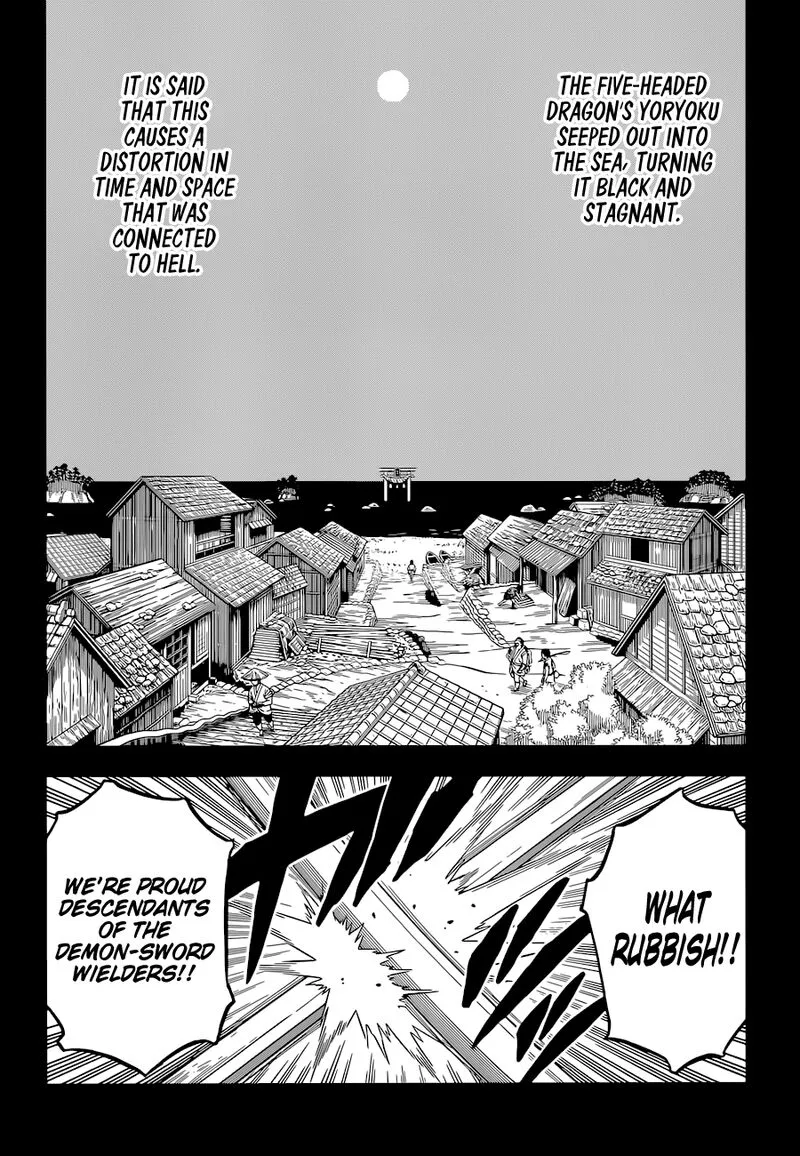 THE FIVE-HEADED
DRAGON'S YORYOKU
SEEPED OUT INTO
THE SEA, TURNING
IT BLACK AND
STAGNANT.
IT IS SAID
THAT THIS
CAUSES A
DISTORTION IN
TIME AND SPACE
THAT WAS
CONNECTED
TO HELL.
WHAT
RUBBISH!!
WE'RE PROUD
DESCENDANTS
OF THE
DEMON-SWORD
WIELDERS!!